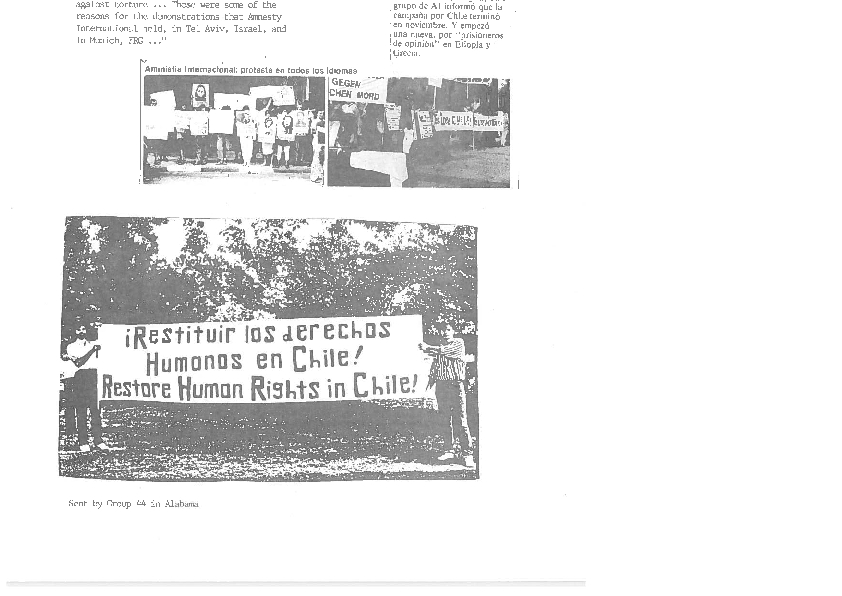 against torture ... Those were some of the
reasons for the demonstrations that Amnesty
International held, in Tel Aviv, Israel, and
in Munich, FRG ..."
grupo de AI informó que la
campaña por Chile terminó
en noviembre. Y empezó
una nueva, por "prisioneros
de opinión" en Etiopía y
Grecia.
Amnistía Internacional: protesta en todos los idiomas
GEGEN
CHEN MORD
CHILE!
¡Restituir los derechos
Humanos en Chile!
Restore Human Rights in Chile!
Sent by Group 44 in Alabama